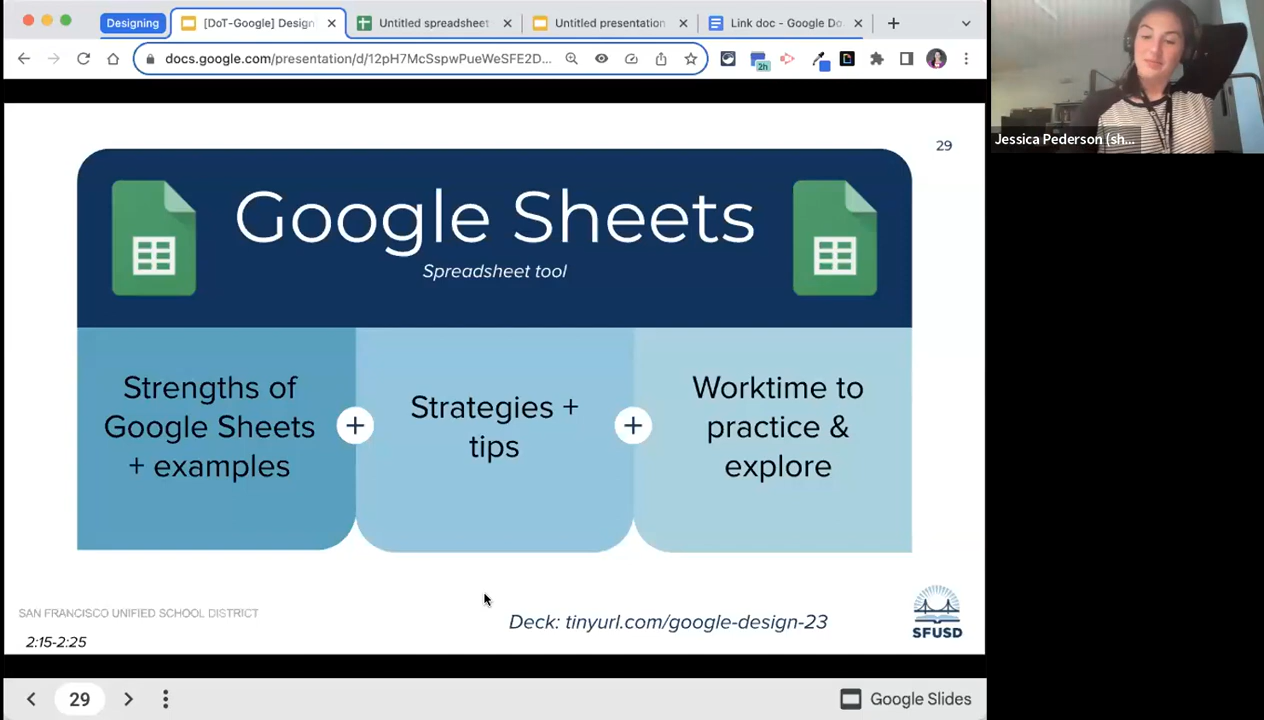 Designing
[DoT-Google] Design
Untitled spreadsheet
Untitled presentation
Link doc - Google Do
docs.google.com/presentation/d/12pH7McSspwPueWeSFE2D...
2h
Jessica Pederson (sh...
29
Google Sheets
Spreadsheet tool
Strengths of
Google Sheets
+ examples
+
Strategies +
tips
+
Worktime to
practice &
explore
SAN FRANCISCO UNIFIED SCHOOL DISTRICT
2:15-2:25
Deck: tinyurl.com/google-design-23
SFUSD
29
Google Slides